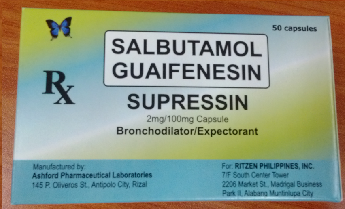 50 capsules
SALBUTAMOL
GUAIFENESIN
Rx
SUPRESSIN
2mg/100mg Capsule
Bronchodilator/Expectorant
Manufactured by:
Ashford Pharmaceutical Laboratories
145 P. Oliveros St., Antipolo City, Rizal
For: RITZEN PHILIPPINES, INC.
7/F South Center Tower
2206 Market St., Madrigal Business
Park II, Alabang Muntinlupa City